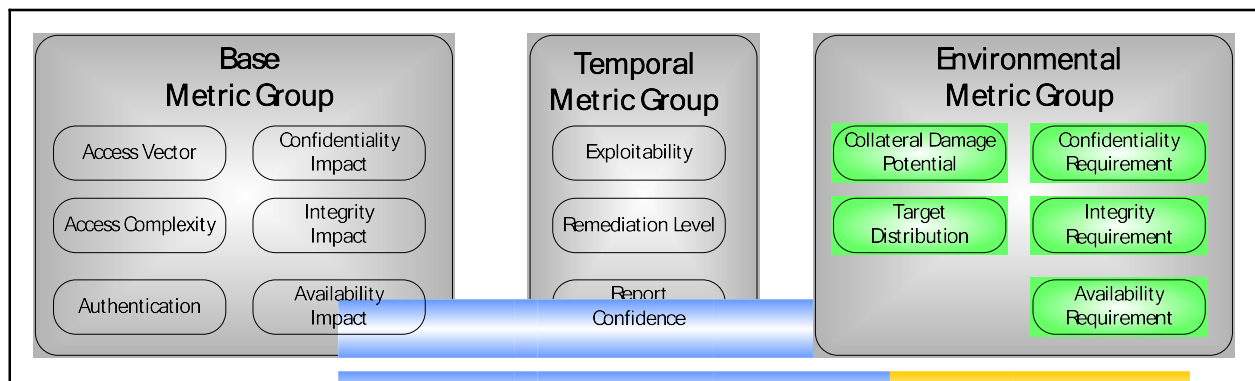 Base
Metric Group
Access Vector
Confidentiality
Impact
Access Complexity
Integrity
Impact
Authentication
Availability
Impact
Temporal
Metric Group
Exploitability
Remediation Level
Report
Confidence
Environmental
Metric Group
Collateral Damage
Potential
Confidentiality
Requirement
Target
Distribution
Integrity
Requirement
Availability
Requirement